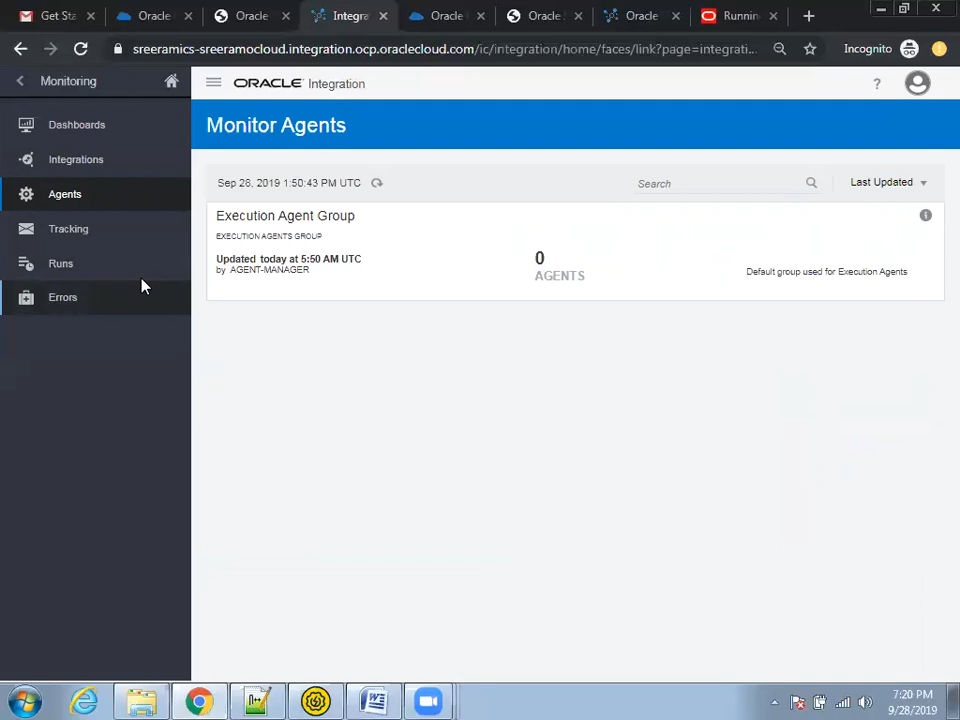 Get Sta
Oracle
Oracle
Integra
Oracle
Oracle S
Oracle
Runnin
sreeramics-sreeramocloud.integration.ocp.oraclecloud.com/ic/integration/home/faces/link?page=integrati...
Incognito
Monitoring
ORACLE Integration
?
Monitor Agents
Dashboards
Integrations
Agents
Tracking
Runs
Errors
Sep 28, 2019 1:50:43 PM UTC
Search
Last Updated
Execution Agent Group
EXECUTION AGENTS GROUP
Updated today at 5:50 AM UTC
by AGENT-MANAGER
0
AGENTS
Default group used for Execution Agents
7:20 PM
9/28/2019